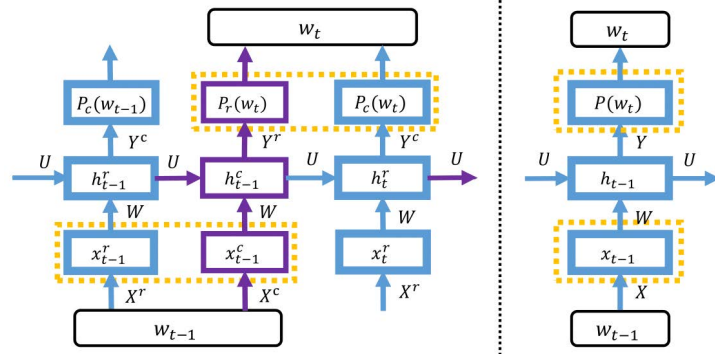 w_t w_t
P_c(w_{t-1}) P_r(w_t) P_c(w_t) P(w_t)
Y^c Y^r Y^c Y
U U U U U
h^r_{t-1} h^c_{t-1} h^r_t h_{t-1}
W W W W
x^r_{t-1} x^c_{t-1} x^r_t x_{t-1}
X^r X^c X^r X
w_{t-1} w_{t-1}